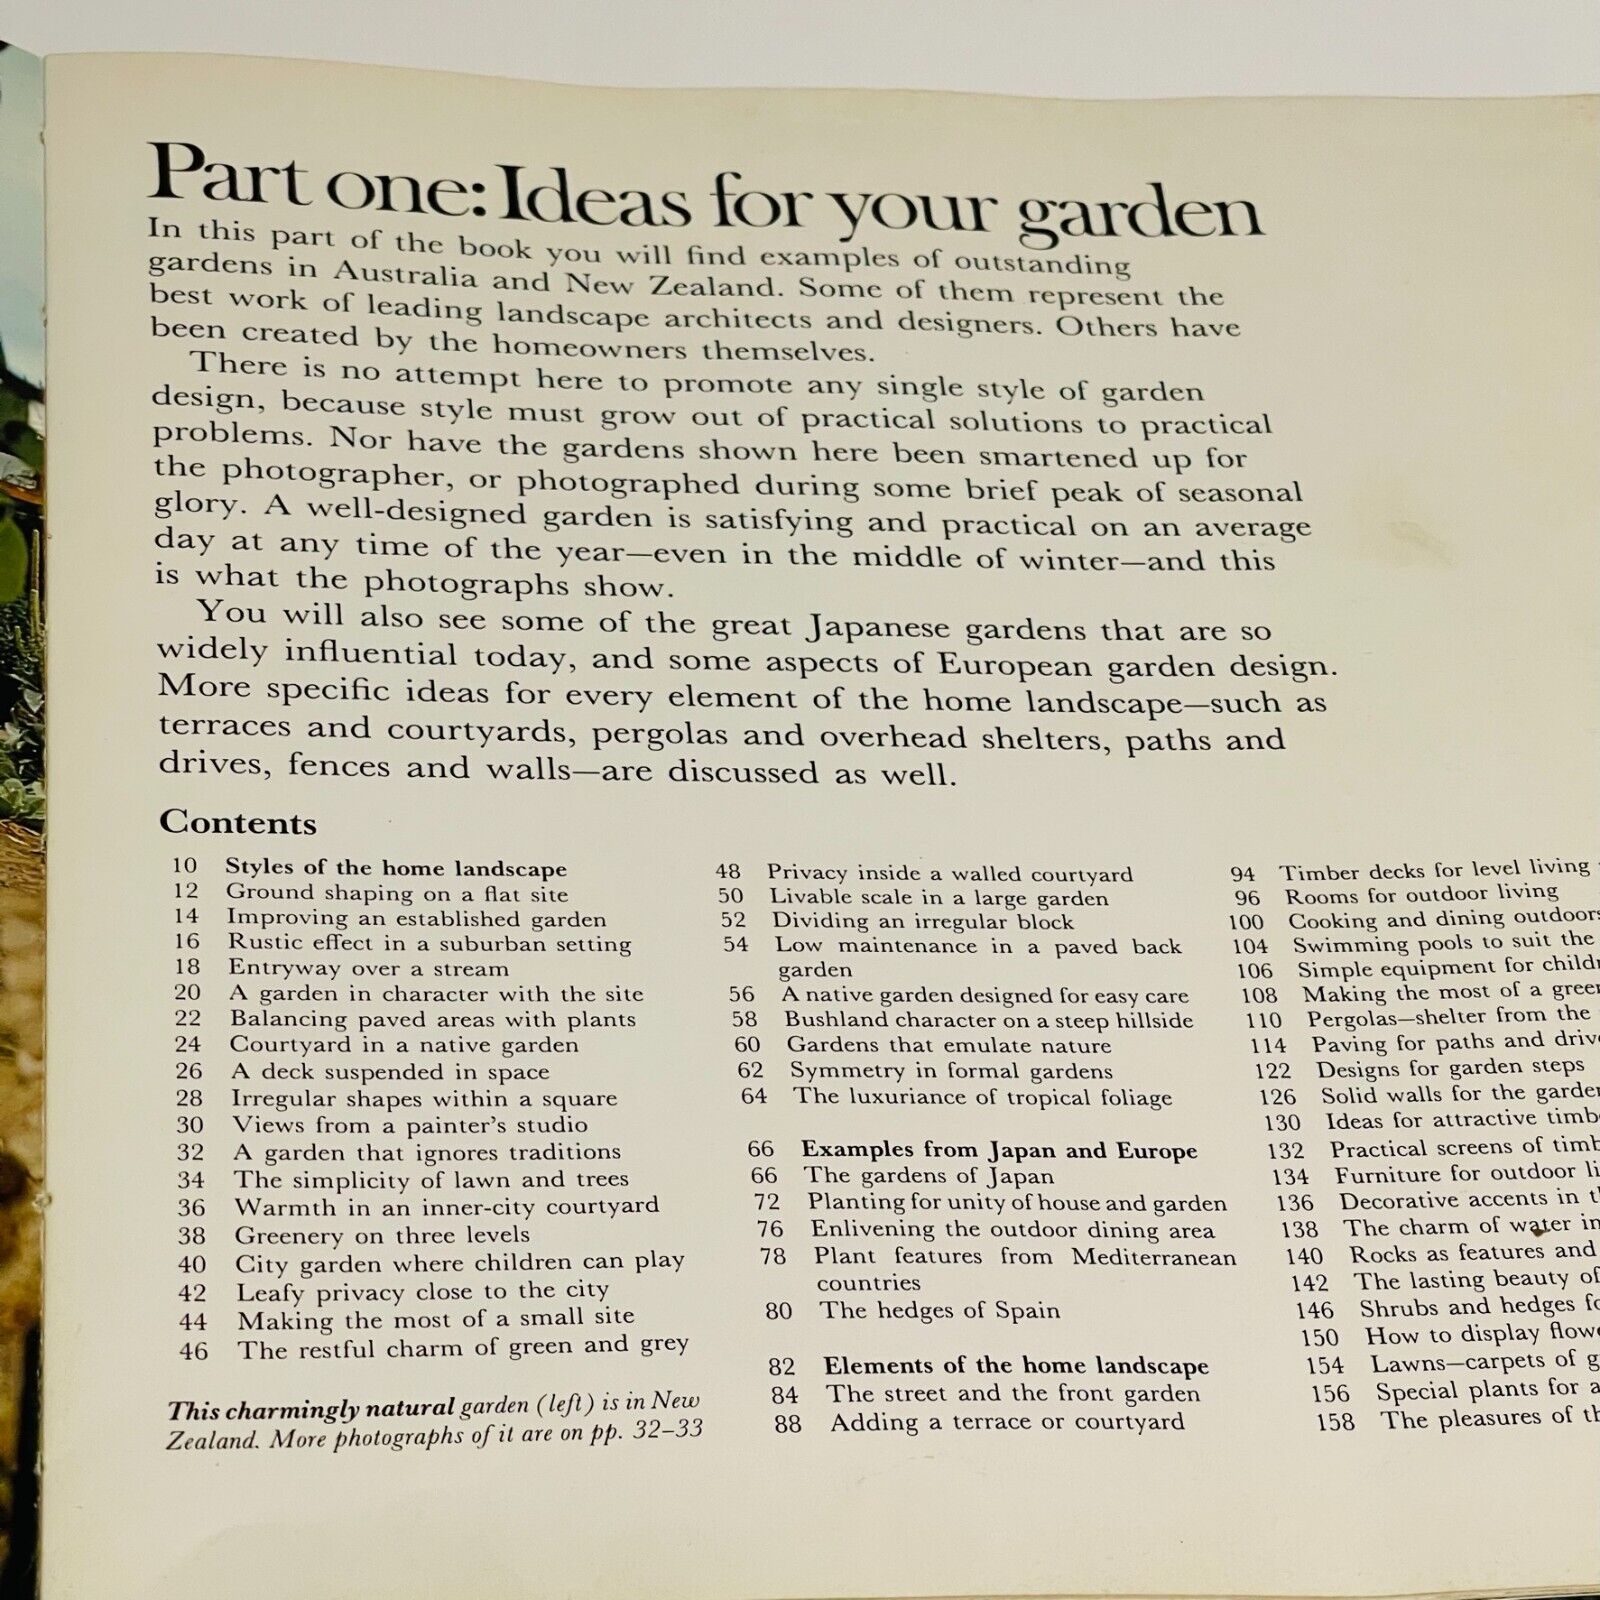 Part one: Ideas for your garden
In this part of the book you will find examples of outstanding
gardens in Australia and New Zealand. Some of them represent the
best work of leading landscape architects and designers. Others have
been created by the homeowners themselves.
There is no attempt here to promote any single style of garden
design, because style must grow out of practical solutions to practical
problems. Nor have the gardens shown here been smartened up for
the photographer, or photographed during some brief peak of seasonal
glory. A well-designed garden is satisfying and practical on an average
day at any time of the year—even in the middle of winter—and this
is what the photographs show.
You will also see some of the great Japanese gardens that are so
widely influential today, and some aspects of European garden design.
More specific ideas for every element of the home landscape—such as
terraces and courtyards, pergolas and overhead shelters, paths and
drives, fences and walls—are discussed as well.
Contents
10 Styles of the home landscape
12 Ground shaping on a flat site
14 Improving an established garden
16 Rustic effect in a suburban setting
18 Entryway over a stream
20 A garden in character with the site
22 Balancing paved areas with plants
24 Courtyard in a native garden
26 A deck suspended in space
28 Irregular shapes within a square
30 Views from a painter's studio
32 A garden that ignores traditions
34 The simplicity of lawn and trees
36 Warmth in an inner-city courtyard
38 Greenery on three levels
40 City garden where children can play
42 Leafy privacy close to the city
44 Making the most of a small site
46 The restful charm of green and grey
This charmingly natural garden (left) is in New
Zealand. More photographs of it are on pp. 32–33
48 Privacy inside a walled courtyard
50 Livable scale in a large garden
52 Dividing an irregular block
54 Low maintenance in a paved back
garden
56 A native garden designed for easy care
58 Bushland character on a steep hillside
60 Gardens that emulate nature
62 Symmetry in formal gardens
64 The luxuriance of tropical foliage
66 Examples from Japan and Europe
66 The gardens of Japan
72 Planting for unity of house and garden
76 Enlivening the outdoor dining area
78 Plant features from Mediterranean
countries
80 The hedges of Spain
82 Elements of the home landscape
84 The street and the front garden
88 Adding a terrace or courtyard
94 Timber decks for level living
96 Rooms for outdoor living
100 Cooking and dining outdoors
104 Swimming pools to suit the
106 Simple equipment for child
108 Making the most of a gree
110 Pergolas—shelter from the
114 Paving for paths and driv
122 Designs for garden steps
126 Solid walls for the garde
130 Ideas for attractive timb
132 Practical screens of timb
134 Furniture for outdoor li
136 Decorative accents in t
138 The charm of water in
140 Rocks as features and
142 The lasting beauty of
146 Shrubs and hedges fo
150 How to display flow
154 Lawns—carpets of g
156 Special plants for a
158 The pleasures of t